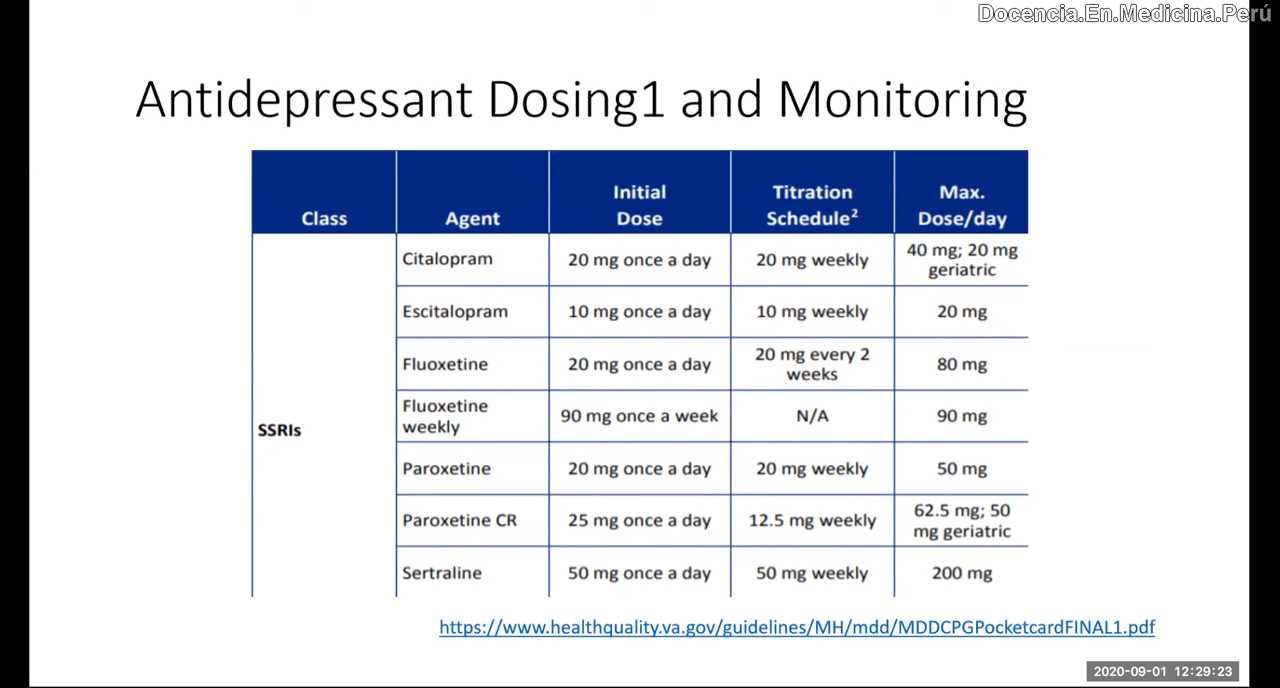 Docencia.En.Medicina.Perú
Antidepressant Dosing1 and Monitoring
Class Agent Initial Dose Titration Schedule2 Max. Dose/day
SSRIs
Citalopram 20 mg once a day 20 mg weekly 40 mg; 20 mg geriatric
Escitalopram 10 mg once a day 10 mg weekly 20 mg
Fluoxetine 20 mg once a day 20 mg every 2 weeks 80 mg
Fluoxetine weekly 90 mg once a week N/A 90 mg
Paroxetine 20 mg once a day 20 mg weekly 50 mg
Paroxetine CR 25 mg once a day 12.5 mg weekly 62.5 mg; 50 mg geriatric
Sertraline 50 mg once a day 50 mg weekly 200 mg
https://www.healthquality.va.gov/guidelines/MH/mdd/MDDCPGPocketcardFINAL1.pdf
2020-09-01 12:29:23